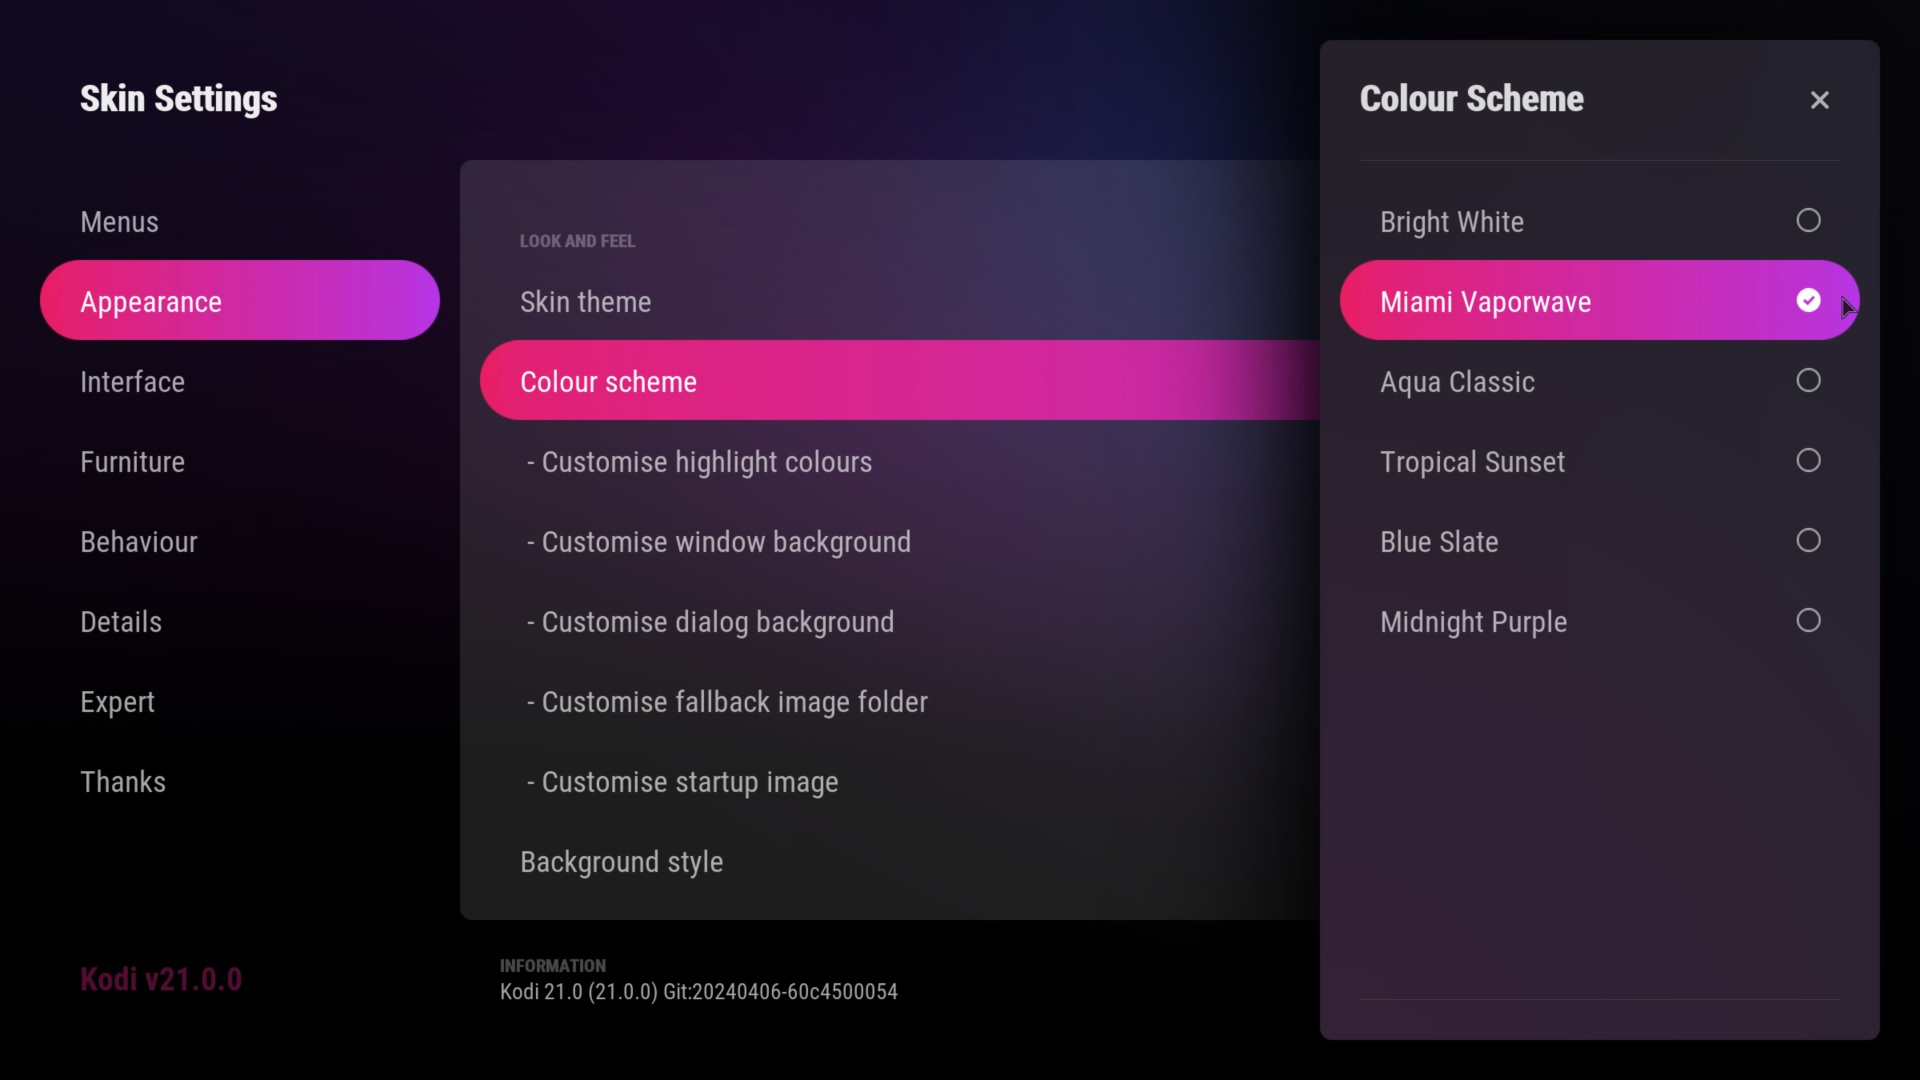 Skin Settings
Menus
Appearance
Interface
Furniture
Behaviour
Details
Expert
Thanks
Kodi v21.0.0
LOOK AND FEEL
Skin theme
Colour scheme
- Customise highlight colours
- Customise window background
- Customise dialog background
- Customise fallback image folder
- Customise startup image
Background style
INFORMATION
Kodi 21.0 (21.0.0) Git:20240406-60c4500054
Colour Scheme
Bright White
Miami Vaporwave
Aqua Classic
Tropical Sunset
Blue Slate
Midnight Purple